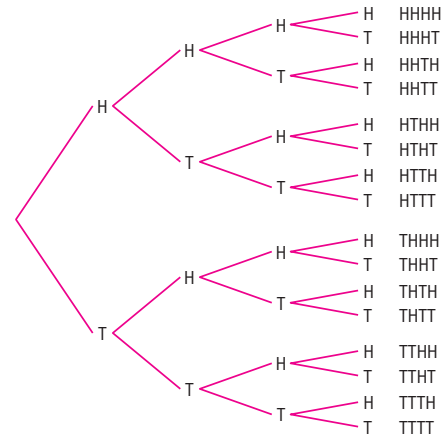 H HHHH
H
T HHHT
H
H HHTH
T
T HHTT
H
H HTHH
H
T HTHT
T
H HTTH
T
T HTTT
H THHH
H
T THHT
H
H THTH
T
T THTT
T
H TTHH
H
T TTHT
T
H TTTH
T
T TTTT